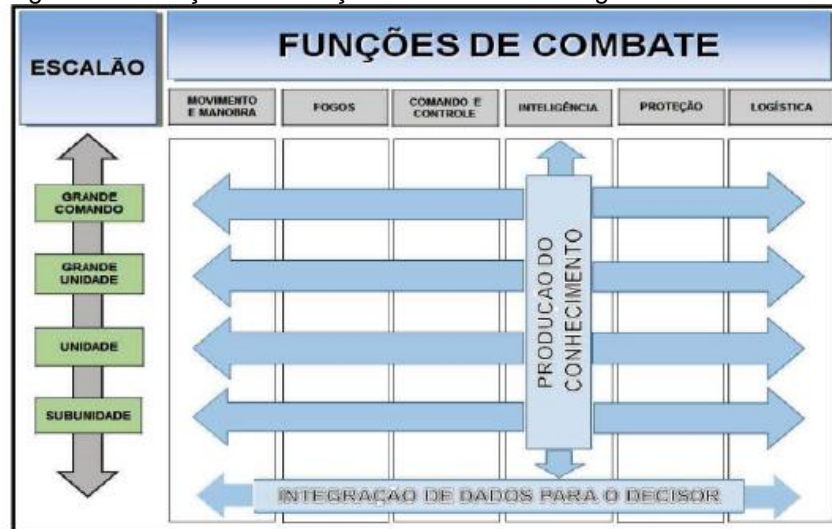 ESCALÃO
FUNÇÕES DE COMBATE
MOVIMENTO
E MANOBRA
FOGOS
COMANDO E
CONTROLE
INTELIGÊNCIA
PROTEÇÃO
LOGÍSTICA
GRANDE
COMANDO
GRANDE
UNIDADE
UNIDADE
SUBUNIDADE
PRODUCAO DO
CONHECIMENTO
INTEGRAÇÃO DE DADOS PARA O DECISOR